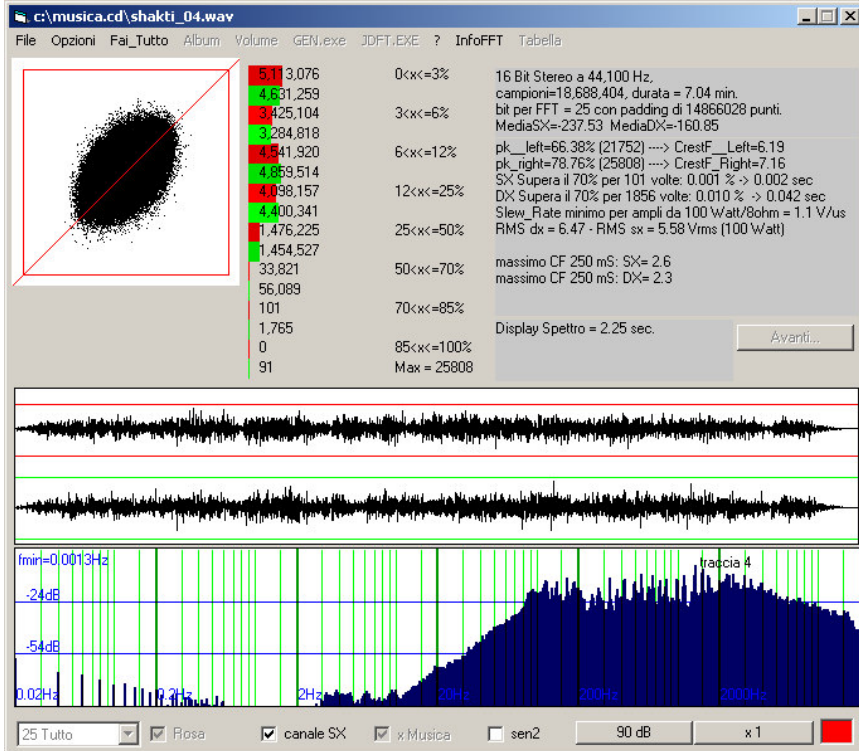 c:\musica.cd\shakti_04.wav
File Opzioni Fai_Tutto Album Volume GEN.exe JDFT.EXE ? InfoFFT Tabella
5,113,076 0<x<=3%
4,631,259
3,425,104 3<x<=6%
3,284,818
4,541,920 6<x<=12%
4,859,514
4,098,157 12<x<=25%
4,400,341
1,476,225 25<x<=50%
1,454,527
33,821 50<x<=70%
56,089
101 70<x<=85%
1,765
0 85<x<=100%
91 Max = 25808
16 Bit Stereo a 44,100 Hz,
campioni=18,688,404, durata = 7.04 min.
bit per FFT = 25 con padding di 14866028 punti.
MediaSX=-237.53 MediaDX=-160.85
pk__left=66.38% (21752) ----> CrestF__Left=6.19
pk_right=78.76% (25808) ----> CrestF_Right=7.16
SX Supera il 70% per 101 volte: 0.001 % -> 0.002 sec
DX Supera il 70% per 1856 volte: 0.010 % -> 0.042 sec
Slew_Rate minimo per ampli da 100 Watt/8ohm = 1.1 V/us
RMS dx = 6.47 - RMS sx = 5.58 Vrms (100 Watt)
massimo CF 250 mS: SX= 2.6
massimo CF 250 mS: DX= 2.3
Display Spettro = 2.25 sec.
Avanti...
fmin=0.0013Hz
traccia 4
-24dB
-54dB
0.02Hz 0.2Hz 2Hz 20Hz 200Hz 2000Hz
25 Tutto Rosa canale SX x Musica sen2 90 dB x 1